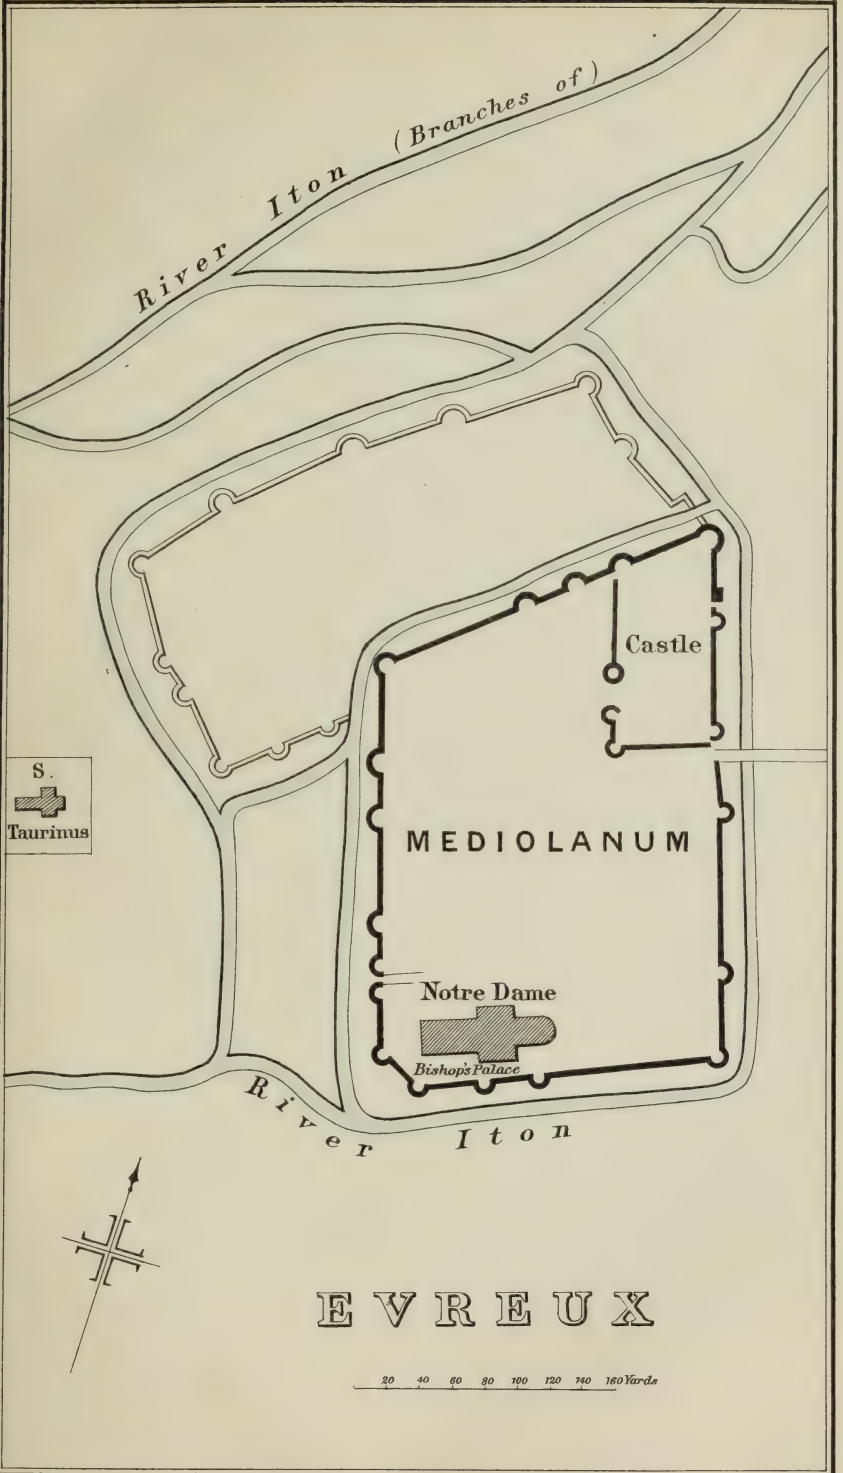 River Iton (Branches of)
Castle
S.
Taurinus
MEDIOLANUM
Notre Dame
Bishop's Palace
River Iton
EVREUX
20 40 60 80 100 120 140 160 Yards